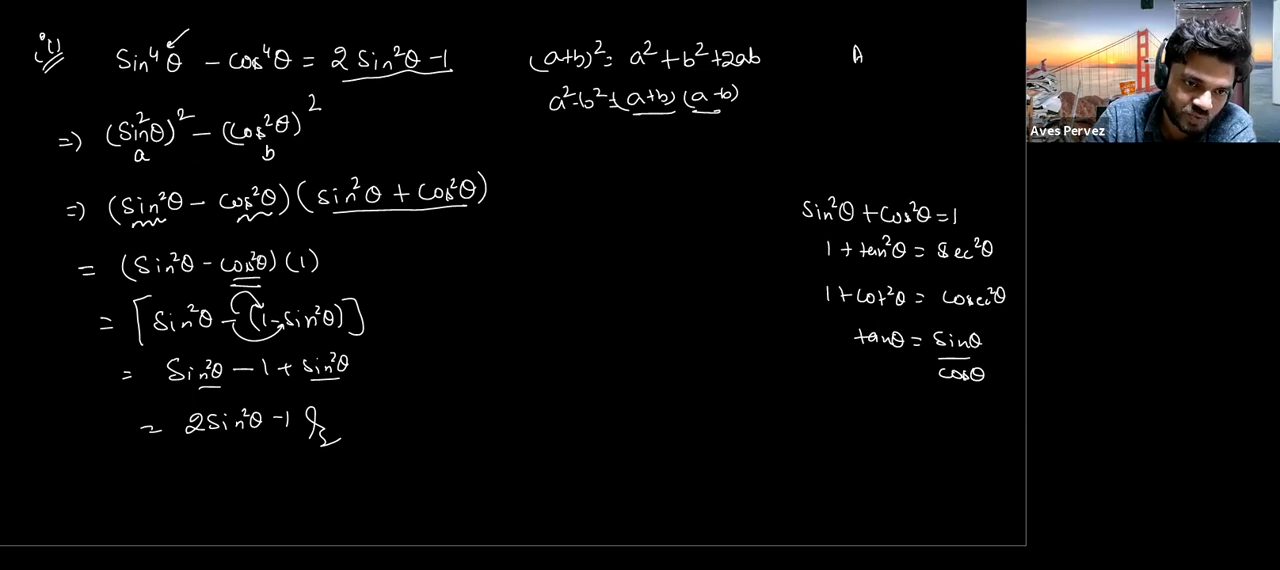 (i) Sin⁴θ − cos⁴θ = 2 Sin²θ −1
(a+b)² = a² + b² + 2ab
A
a² − b² = (a+b) (a−b)
Aves Pervez
=) (Sin²θ)² − (Cos²θ)²
a b
=) (Sin²θ − Cos²θ) (Sin²θ + Cos²θ)
= (Sin²θ − Cos²θ) (1)
= [Sin²θ − (1 − Sin²θ)]
= Sin²θ − 1 + Sin²θ
= 2Sin²θ − 1
Sin²θ + Cos²θ = 1
1 + tan²θ = Sec²θ
1 + Cot²θ = Cosec²θ
tanθ = Sinθ
Cosθ